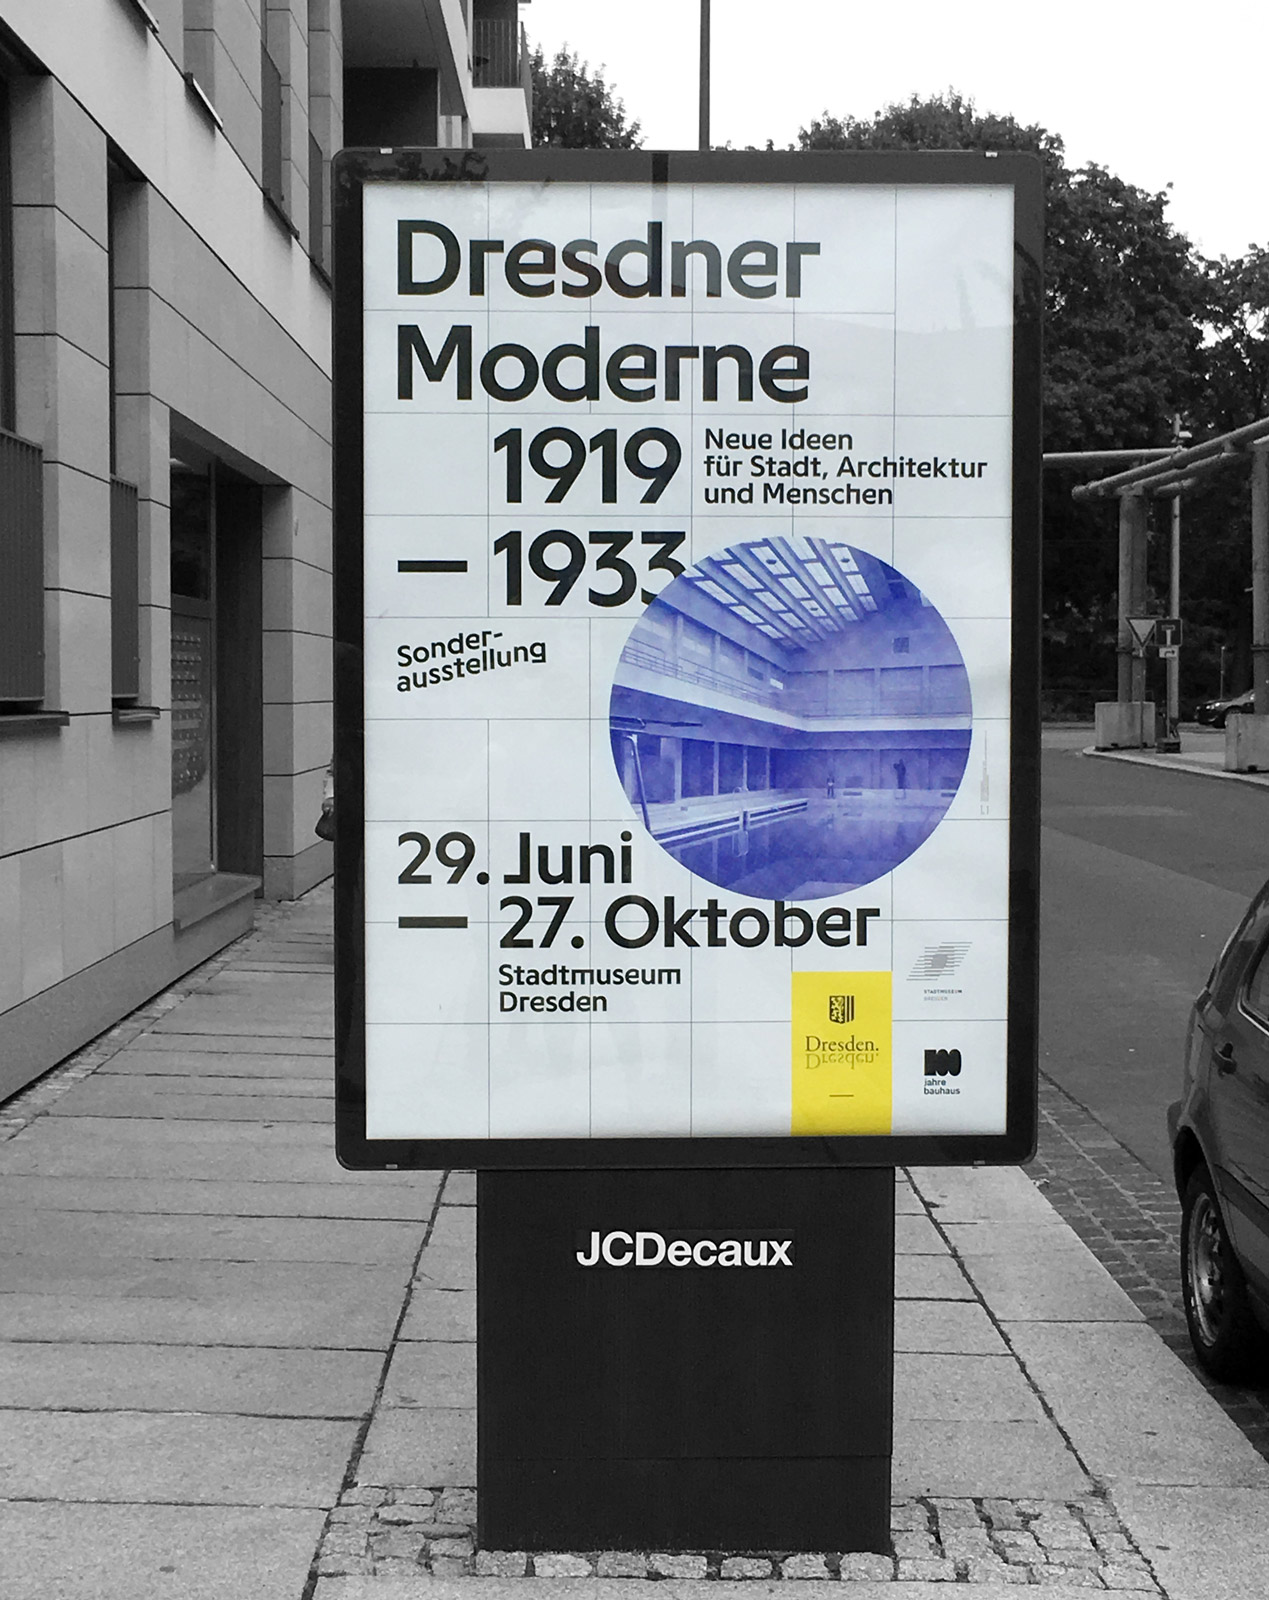 Dresdner
Moderne
1919
— 1933
Neue Ideen
für Stadt, Architektur
und Menschen
Sonder-
ausstellung
29. Juni
— 27. Oktober
Stadtmuseum
Dresden
Dresden.
Dresden.
STADTMUSEUM
DRESDEN
100
jahre
bauhaus
JCDecaux